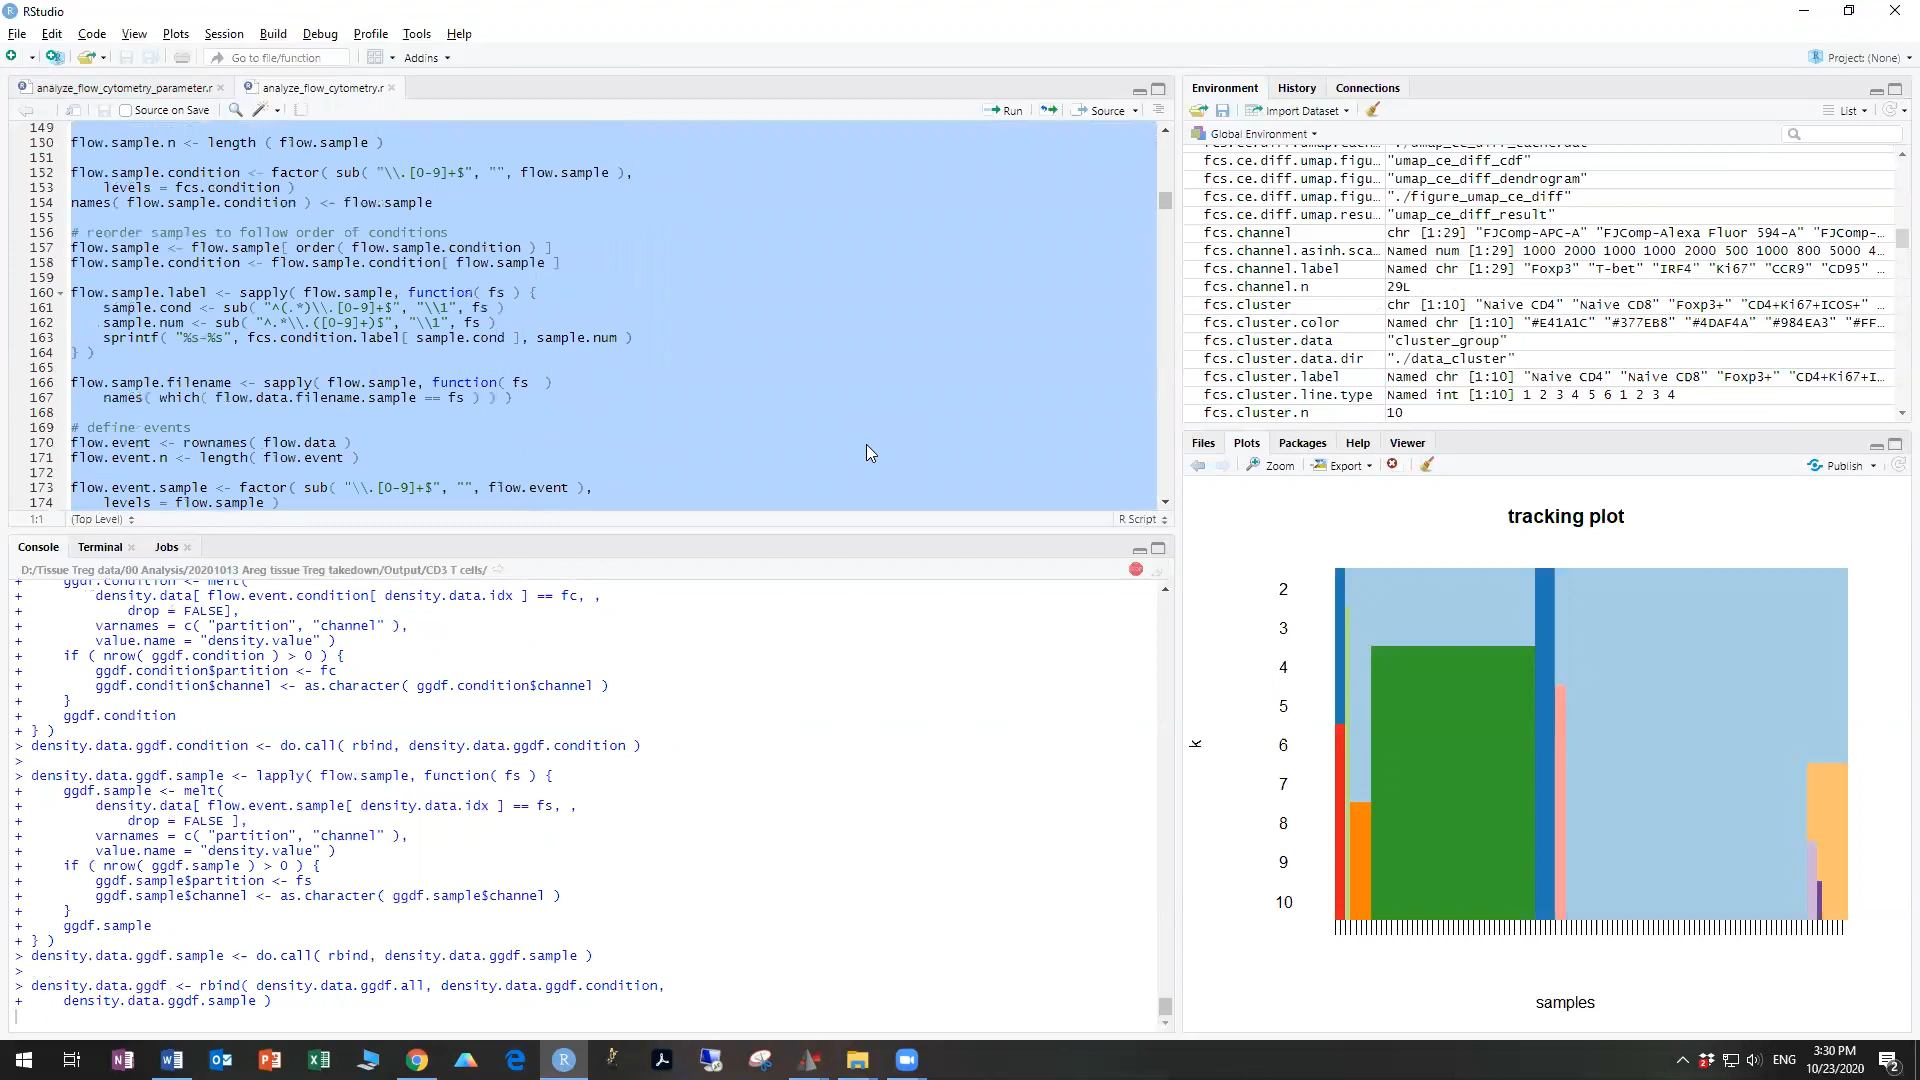 RStudio
File Edit Code View Plots Session Build Debug Profile Tools Help
Go to file/function Addins Project: (None)
analyze_flow_cytometry_parameter.r analyze_flow_cytometry.r
Source on Save Run Source
149
150 flow.sample.n <- length ( flow.sample )
151
152 flow.sample.condition <- factor( sub( "\\.[0-9]+$", "", flow.sample ),
153 levels = fcs.condition )
154 names( flow.sample.condition ) <- flow.sample
155
156 # reorder samples to follow order of conditions
157 flow.sample <- flow.sample[ order( flow.sample.condition ) ]
158 flow.sample.condition <- flow.sample.condition[ flow.sample ]
159
160 flow.sample.label <- sapply( flow.sample, function( fs ) {
161 sample.cond <- sub( "^(.*)\\.[0-9]+$", "\\1", fs )
162 sample.num <- sub( "^.*\\.([0-9]+)$", "\\1", fs )
163 sprintf( "%s-%s", fcs.condition.label[ sample.cond ], sample.num )
164 } )
165
166 flow.sample.filename <- sapply( flow.sample, function( fs )
167 names( which( flow.data.filename.sample == fs ) ) )
168
169 # define events
170 flow.event <- rownames( flow.data )
171 flow.event.n <- length( flow.event )
172
173 flow.event.sample <- factor( sub( "\\.[0-9]+$", "", flow.event ),
174 levels = flow.sample )
1:1 (Top Level) R Script
Console Terminal Jobs
D:/Tissue Treg data/00 Analysis/20201013 Areg tissue Treg takedown/Output/CD3 T cells/
+ ggdf.condition <- melt(
+ density.data[ flow.event.condition[ density.data.idx ] == fc, ,
+ drop = FALSE],
+ varnames = c( "partition", "channel" ),
+ value.name = "density.value" )
+ if ( nrow( ggdf.condition ) > 0 ) {
+ ggdf.condition$partition <- fc
+ ggdf.condition$channel <- as.character( ggdf.condition$channel )
+ }
+ ggdf.condition
+ } )
> density.data.ggdf.condition <- do.call( rbind, density.data.ggdf.condition )
>
> density.data.ggdf.sample <- lapply( flow.sample, function( fs ) {
+ ggdf.sample <- melt(
+ density.data[ flow.event.sample[ density.data.idx ] == fs, ,
+ drop = FALSE ],
+ varnames = c( "partition", "channel" ),
+ value.name = "density.value" )
+ if ( nrow( ggdf.sample ) > 0 ) {
+ ggdf.sample$partition <- fs
+ ggdf.sample$channel <- as.character( ggdf.sample$channel )
+ }
+ ggdf.sample
+ } )
> density.data.ggdf.sample <- do.call( rbind, density.data.ggdf.sample )
>
> density.data.ggdf <- rbind( density.data.ggdf.all, density.data.ggdf.condition,
+ density.data.ggdf.sample )
Environment History Connections
Import Dataset List
Global Environment
fcs.ce.diff.umap.figu… "umap_ce_diff_cdf"
fcs.ce.diff.umap.figu… "umap_ce_diff_dendrogram"
fcs.ce.diff.umap.figu… "./figure_umap_ce_diff"
fcs.ce.diff.umap.resu… "umap_ce_diff_result"
fcs.channel chr [1:29] "FJComp-APC-A" "FJComp-Alexa Fluor 594-A" "FJComp-…
fcs.channel.asinh.sca… Named num [1:29] 1000 2000 1000 1000 2000 500 1000 800 5000 4…
fcs.channel.label Named chr [1:29] "Foxp3" "T-bet" "IRF4" "Ki67" "CCR9" "CD95" …
fcs.channel.n 29L
fcs.cluster chr [1:10] "Naive CD4" "Naive CD8" "Foxp3+" "CD4+Ki67+ICOS+" …
fcs.cluster.color Named chr [1:10] "#E41A1C" "#377EB8" "#4DAF4A" "#984EA3" "#FF…
fcs.cluster.data "cluster_group"
fcs.cluster.data.dir "./data_cluster"
fcs.cluster.label Named chr [1:10] "Naive CD4" "Naive CD8" "Foxp3+" "CD4+Ki67+I…
fcs.cluster.line.type Named int [1:10] 1 2 3 4 5 6 1 2 3 4
fcs.cluster.n 10
Files Plots Packages Help Viewer
Zoom Export Publish
tracking plot
2
3
4
5
6
7
8
9
10
k
samples
ENG
3:30 PM
10/23/2020
2